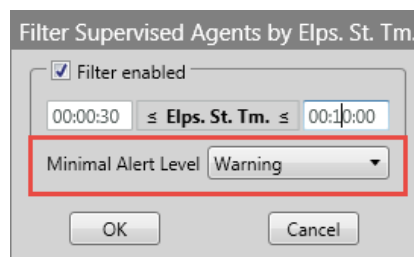 Filter Supervised Agents by Elps. St. Tm.
Filter enabled
00:00:30 ≤ Elps. St. Tm. ≤ 00:10:00
Minimal Alert Level Warning
OK Cancel